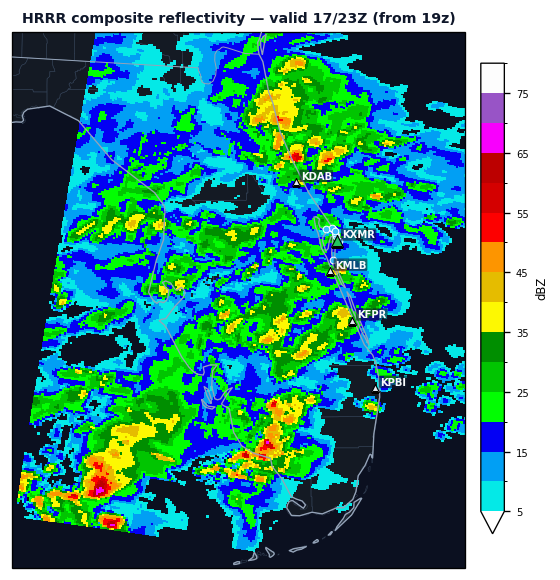 HRRR composite reflectivity — valid 17/23Z (from 19z)
KDAB
KXMR
KMLB
KFPR
KPBI
75
65
55
45
35
25
15
5
dBZ